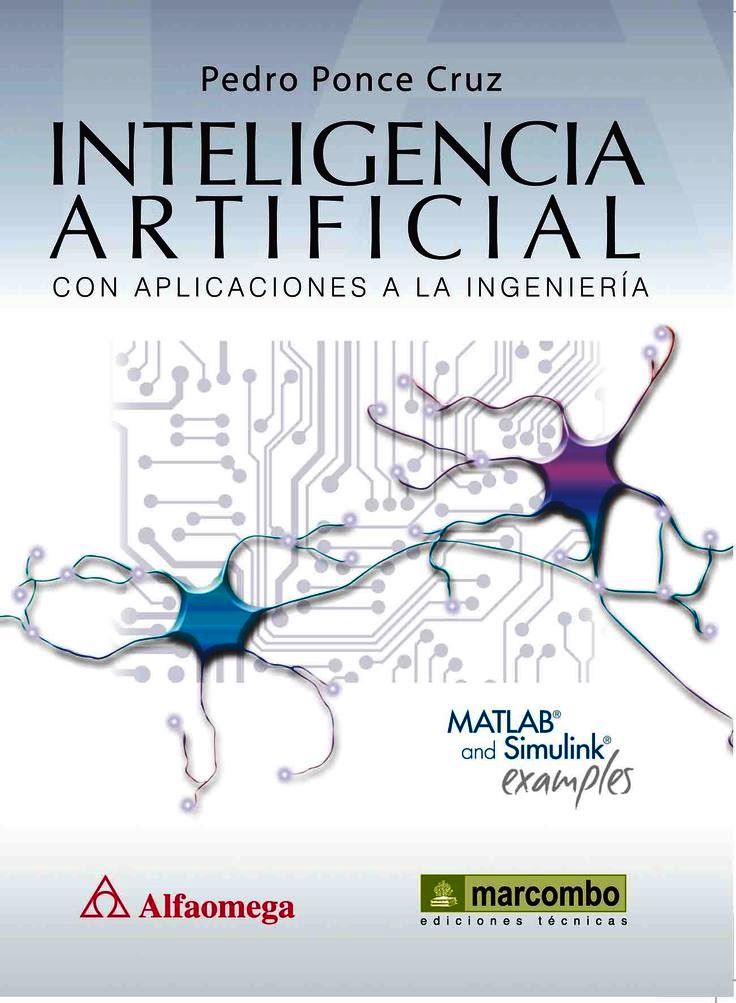 Pedro Ponce Cruz
INTELIGENCIA
ARTIFICIAL
CON APLICACIONES A LA INGENIERÍA
MATLAB®
and Simulink®
examples
Alfaomega
marcombo
ediciones técnicas